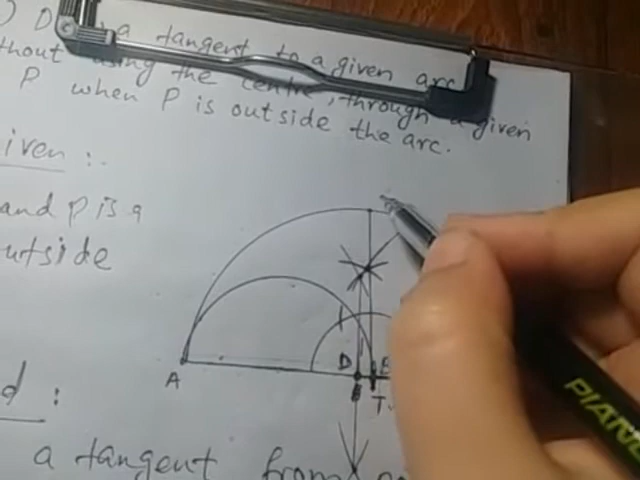 ) D a tangent to a given arc
thout using the centre, through a given
P when P is outside the arc.
iven :-
and P is a
utside
A
D
E
T
d :
a tangent from
PIANO